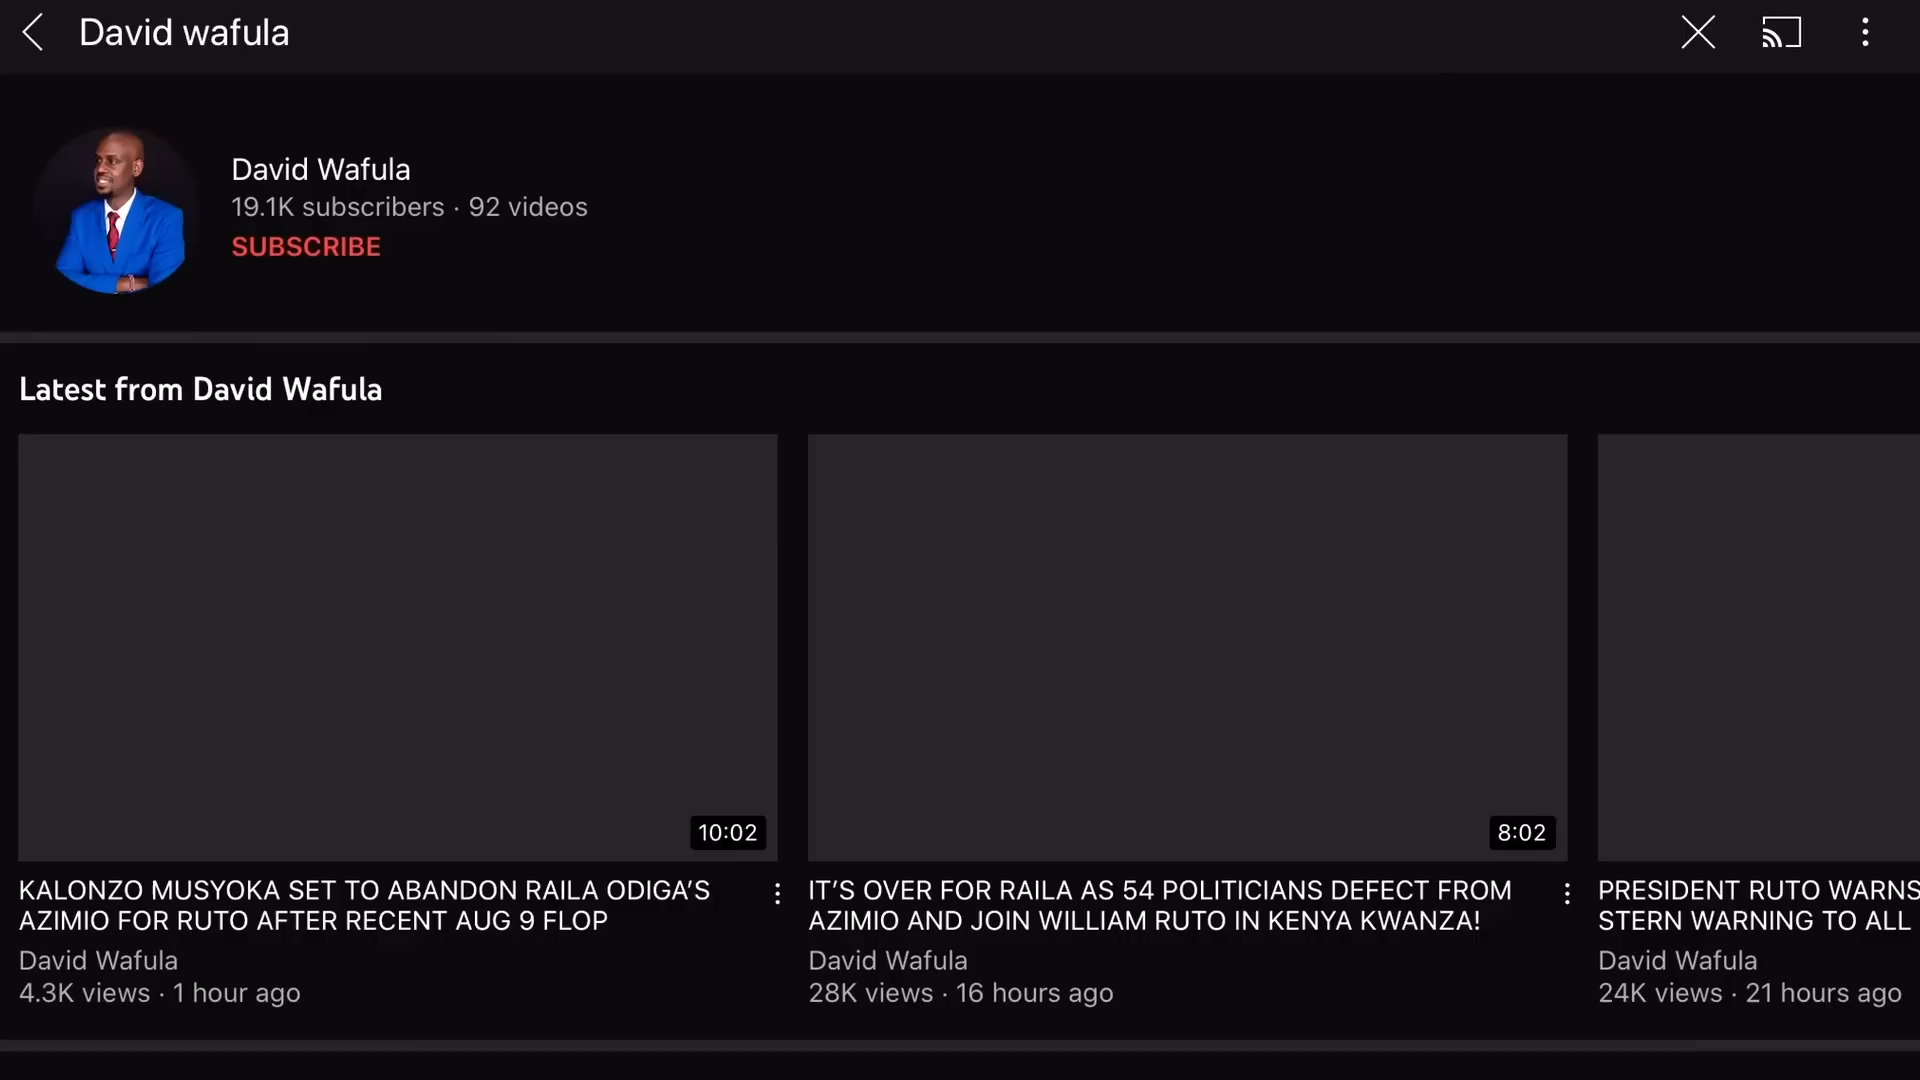 David wafula
David Wafula
19.1K subscribers · 92 videos
SUBSCRIBE
Latest from David Wafula
10:02
KALONZO MUSYOKA SET TO ABANDON RAILA ODIGA’S
AZIMIO FOR RUTO AFTER RECENT AUG 9 FLOP
David Wafula
4.3K views · 1 hour ago
8:02
IT’S OVER FOR RAILA AS 54 POLITICIANS DEFECT FROM
AZIMIO AND JOIN WILLIAM RUTO IN KENYA KWANZA!
David Wafula
28K views · 16 hours ago
PRESIDENT RUTO WARNS
STERN WARNING TO ALL
David Wafula
24K views · 21 hours ago